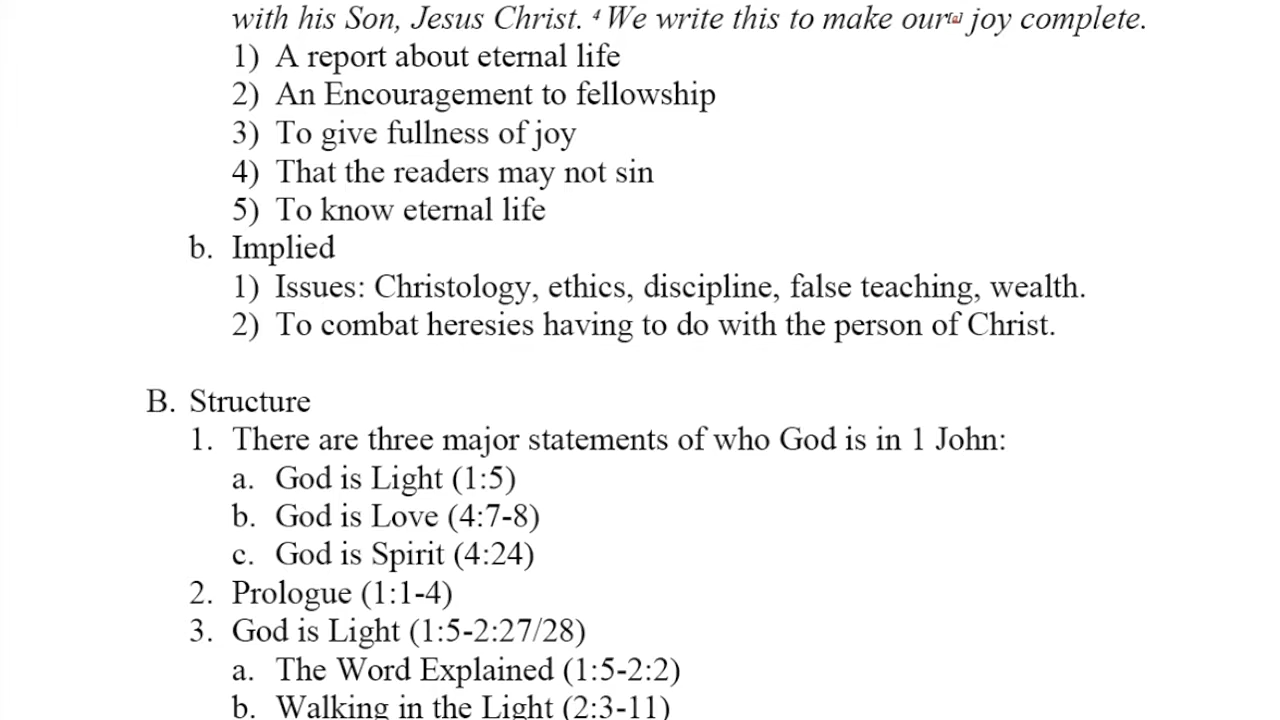 with his Son, Jesus Christ. ⁴ We write this to make our[a] joy complete.
1) A report about eternal life
2) An Encouragement to fellowship
3) To give fullness of joy
4) That the readers may not sin
5) To know eternal life
b. Implied
1) Issues: Christology, ethics, discipline, false teaching, wealth.
2) To combat heresies having to do with the person of Christ.
B. Structure
1. There are three major statements of who God is in 1 John:
a. God is Light (1:5)
b. God is Love (4:7-8)
c. God is Spirit (4:24)
2. Prologue (1:1-4)
3. God is Light (1:5-2:27/28)
a. The Word Explained (1:5-2:2)
b. Walking in the Light (2:3-11)